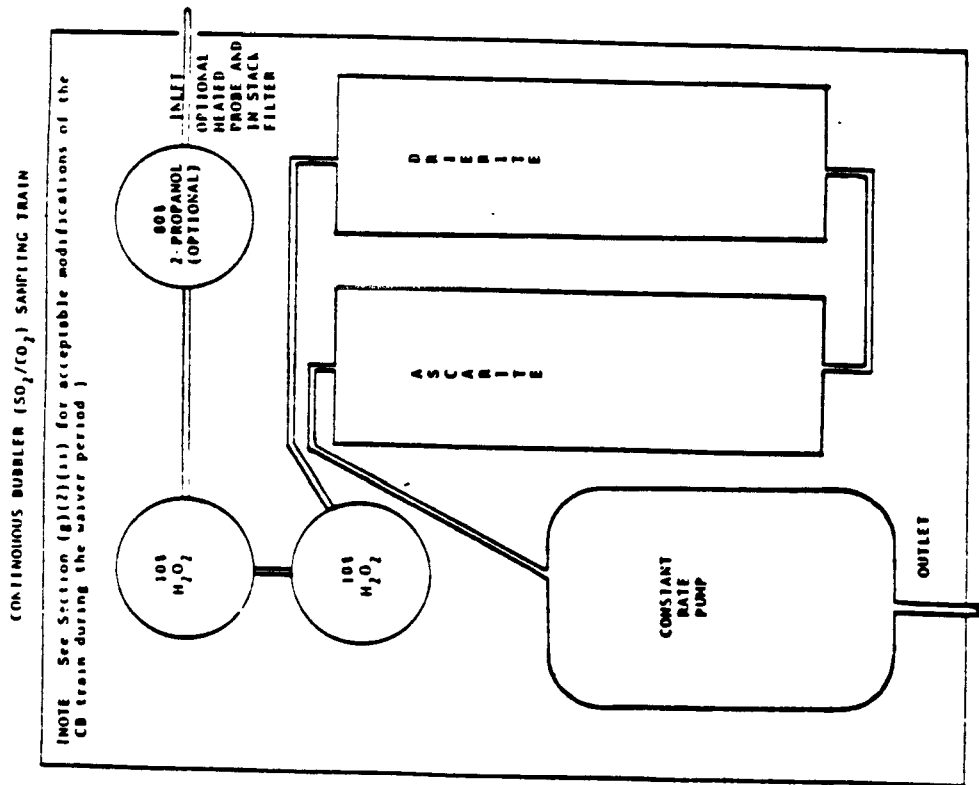 CONTINUOUS BUBBLER (SO2/CO2) SAMPLING TRAIN
[NOTE See Section (g)(2)(aa) for acceptable modifications of the
CB train during the waiver period ]
INLET
OPTIONAL
HEATED
PROBE AND
IN STACK
FILTER
80%
2-PROPANOL
(OPTIONAL)
10%
H2O2
10%
H2O2
DRIERITE
ASCARITE
CONSTANT
RATE
PUMP
OUTLET